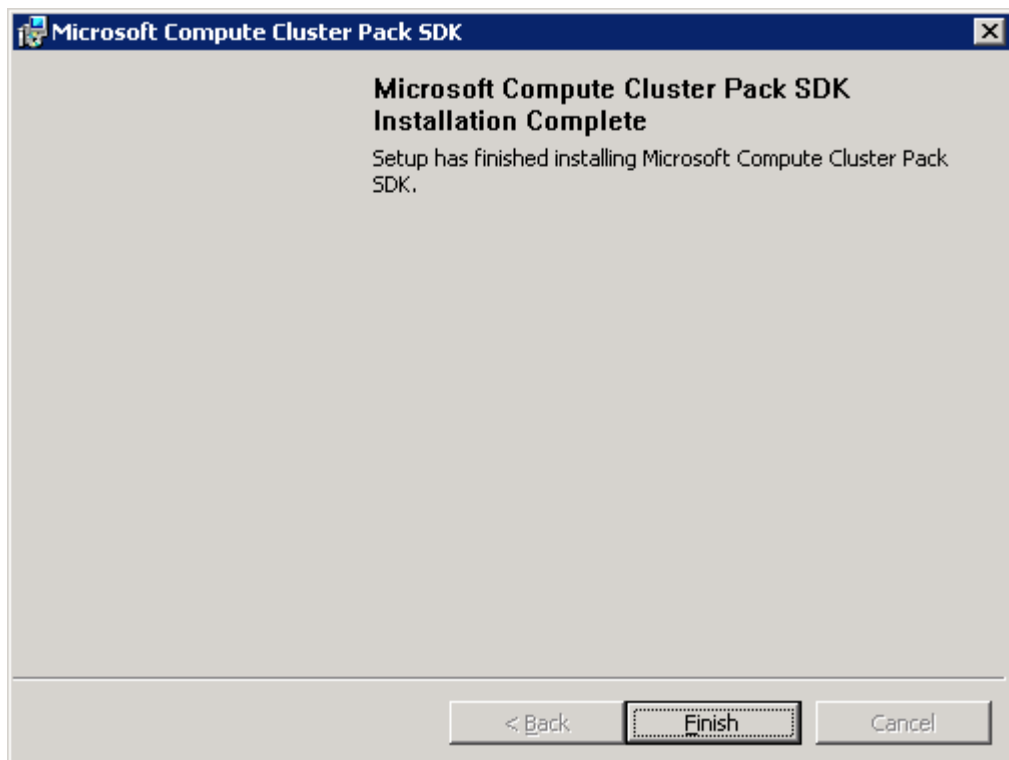 Microsoft Compute Cluster Pack SDK
Microsoft Compute Cluster Pack SDK
Installation Complete
Setup has finished installing Microsoft Compute Cluster Pack
SDK.
< Back Finish Cancel